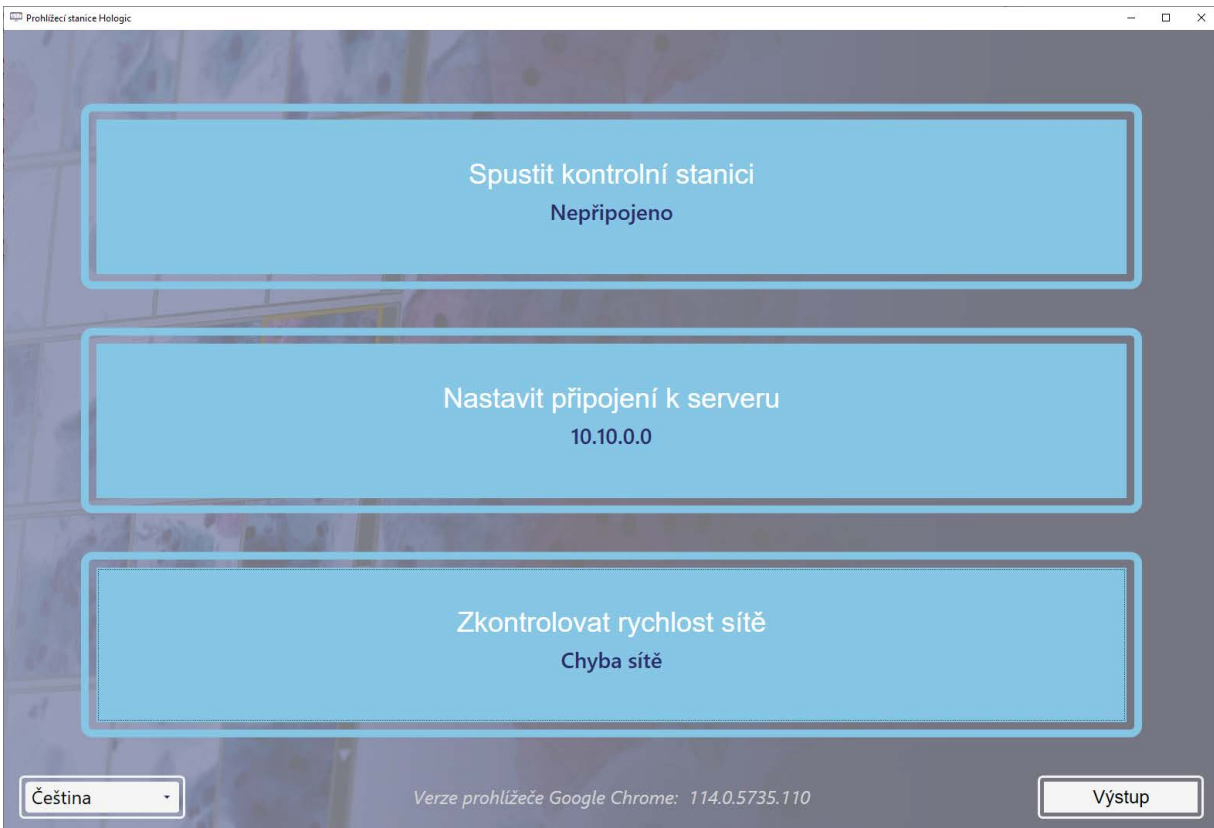 Prohlížecí stanice Hologic
Spustit kontrolní stanici
Nepřipojeno
Nastavit připojení k serveru
10.10.0.0
Zkontrolovat rychlost sítě
Chyba sítě
Čeština
Verze prohlížeče Google Chrome: 114.0.5735.110
Výstup